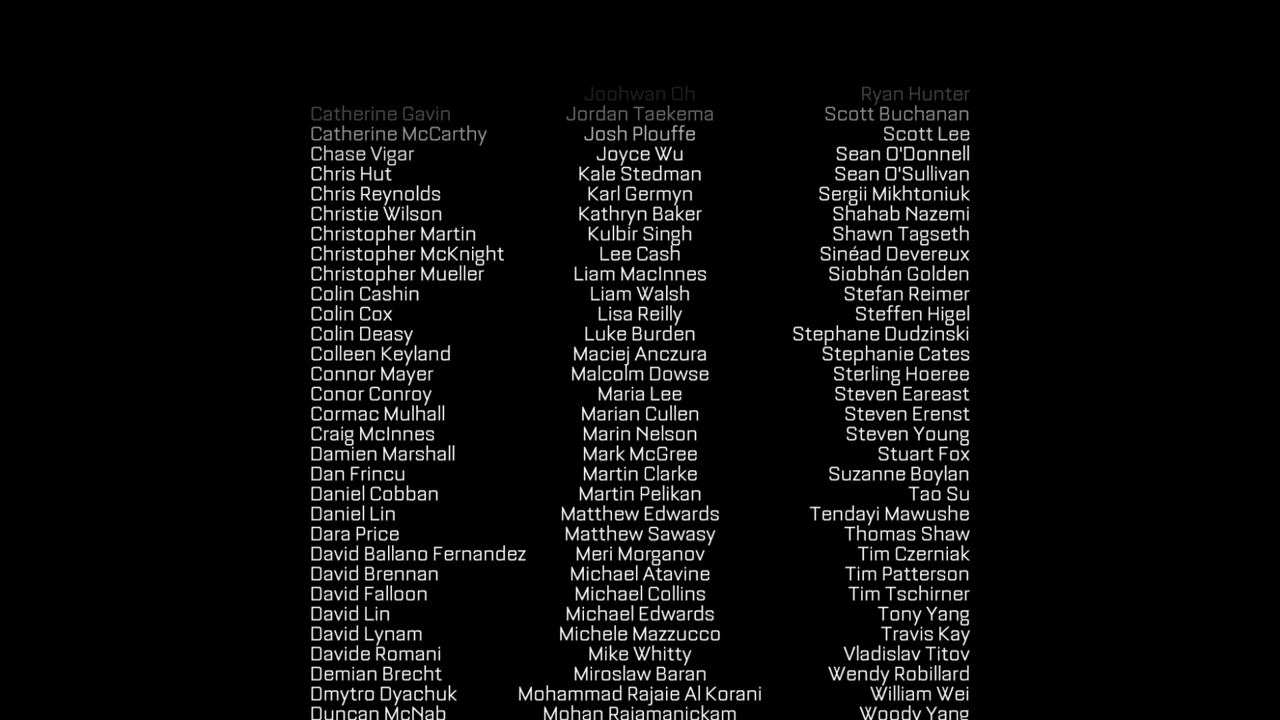 Joohwan Oh Ryan Hunter
Catherine Gavin Jordan Taekema Scott Buchanan
Catherine McCarthy Josh Plouffe Scott Lee
Chase Vigar Joyce Wu Sean O'Donnell
Chris Hut Kale Stedman Sean O'Sullivan
Chris Reynolds Karl Germyn Sergii Mikhtoniuk
Christie Wilson Kathryn Baker Shahab Nazemi
Christopher Martin Kulbir Singh Shawn Tagseth
Christopher McKnight Lee Cash Sinéad Devereux
Christopher Mueller Liam MacInnes Siobhán Golden
Colin Cashin Liam Walsh Stefan Reimer
Colin Cox Lisa Reilly Steffen Higel
Colin Deasy Luke Burden Stephane Dudzinski
Colleen Keyland Maciej Anczura Stephanie Cates
Connor Mayer Malcolm Dowse Sterling Hoeree
Conor Conroy Maria Lee Steven Eareast
Cormac Mulhall Marian Cullen Steven Erenst
Craig McInnes Marin Nelson Steven Young
Damien Marshall Mark McGree Stuart Fox
Dan Frincu Martin Clarke Suzanne Boylan
Daniel Cobban Martin Pelikan Tao Su
Daniel Lin Matthew Edwards Tendayi Mawushe
Dara Price Matthew Sawasy Thomas Shaw
David Ballano Fernandez Meri Morganov Tim Czerniak
David Brennan Michael Atavine Tim Patterson
David Falloon Michael Collins Tim Tschirner
David Lin Michael Edwards Tony Yang
David Lynam Michele Mazzucco Travis Kay
Davide Romani Mike Whitty Vladislav Titov
Demian Brecht Miroslaw Baran Wendy Robillard
Dmytro Dyachuk Mohammad Rajaie Al Korani William Wei
Duncan McNab Mohan Rajamanickam Woody Yang